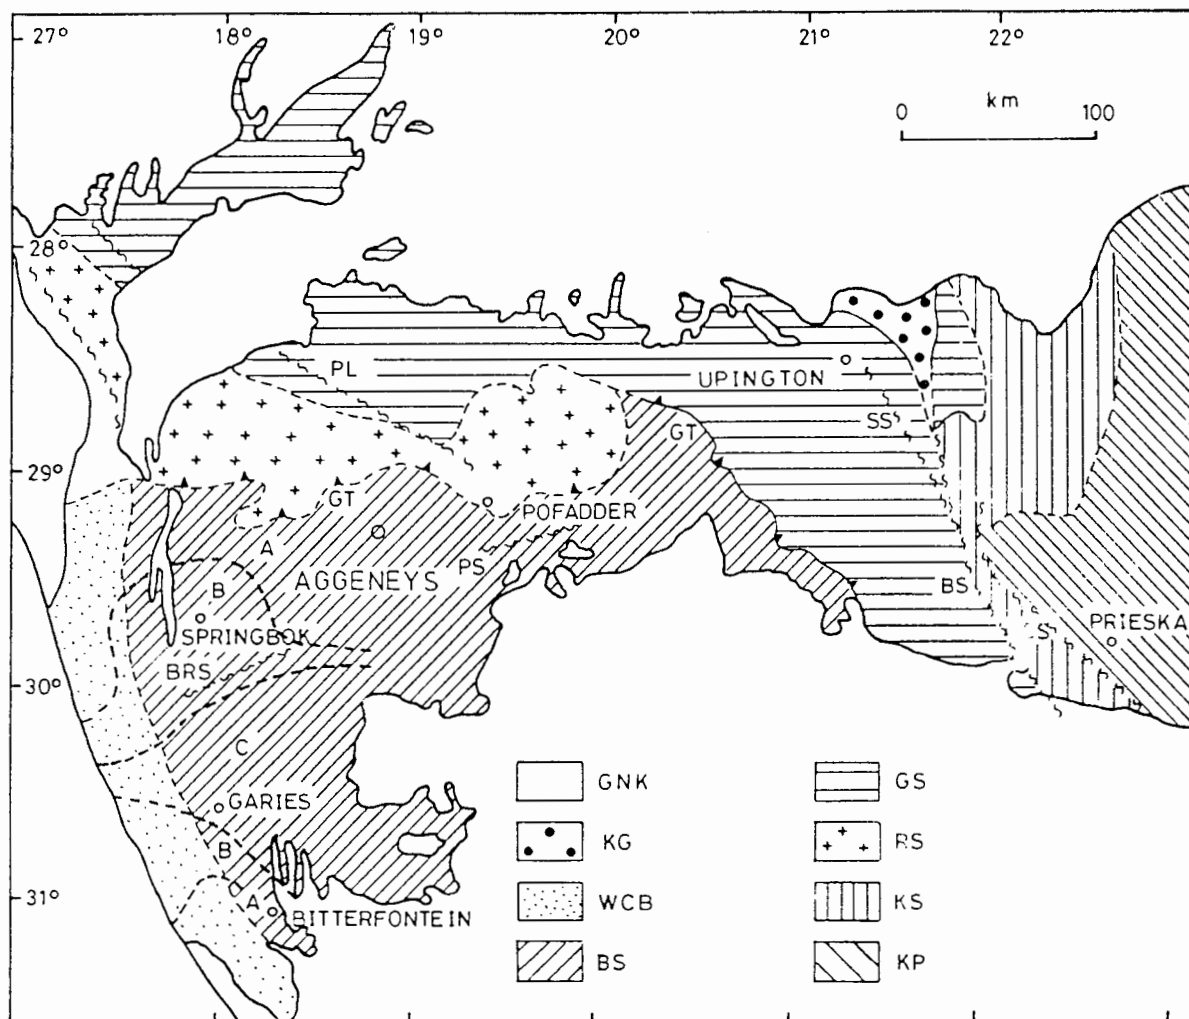 27° 18° 19° 20° 21° 22°
0 km 100
28°
PL
UPINGTON
SS
GT
29°
GT
POFADDER
A
PS
AGGENEYS
B
BS
SPRINGBOK
S
PRIESKA
BRS
30°
C
GNK
GS
GARIES
KG
RS
B
WCB
KS
31°
A
BITTERFONTEIN
BS
KP